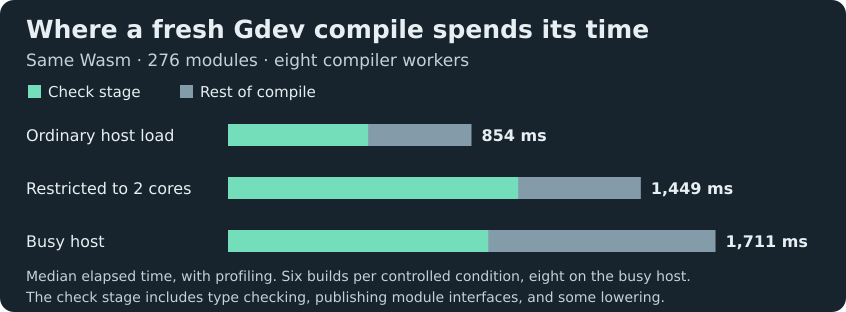 Where a fresh Gdev compile spends its time
Same Wasm · 276 modules · eight compiler workers
Check stage
Rest of compile
Ordinary host load
854 ms
Restricted to 2 cores
1,449 ms
Busy host
1,711 ms
Median elapsed time, with profiling. Six builds per controlled condition, eight on the busy host.
The check stage includes type checking, publishing module interfaces, and some lowering.